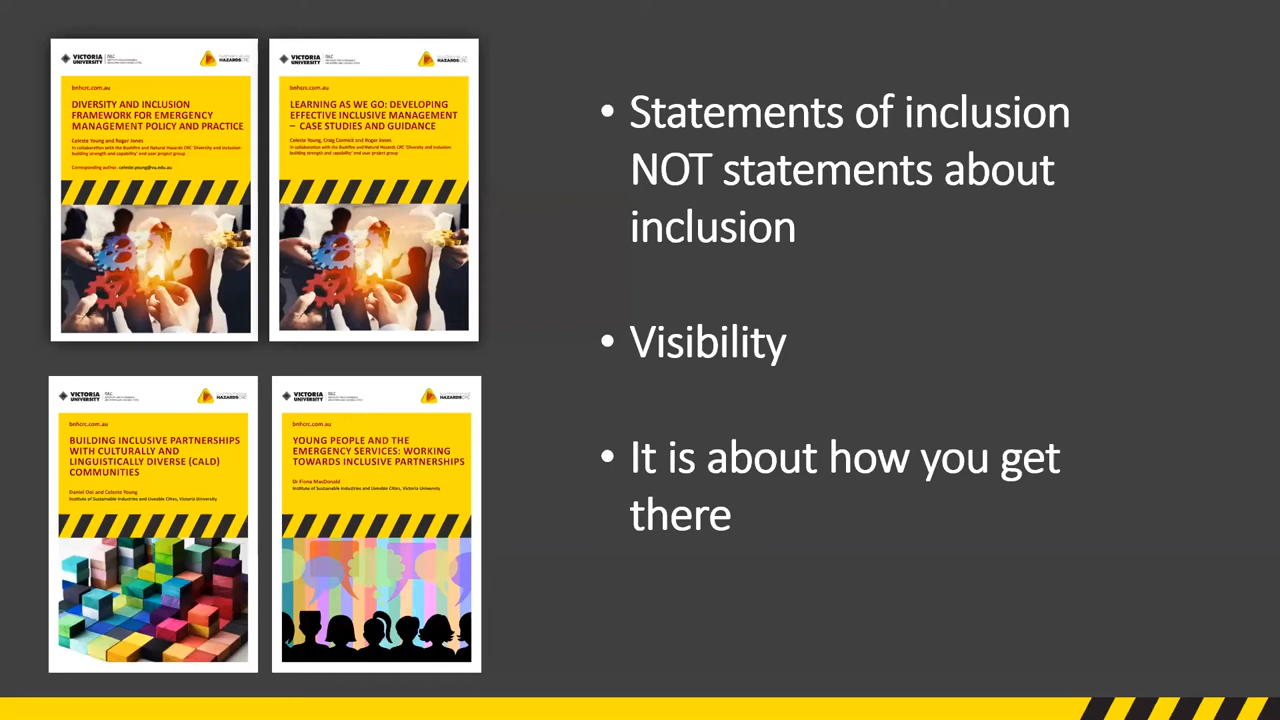 VICTORIA
UNIVERSITY
HAZARDSCRC
bnhcrc.com.au
DIVERSITY AND INCLUSION
FRAMEWORK FOR EMERGENCY
MANAGEMENT POLICY AND PRACTICE
Celeste Young and Roger Jones
In collaboration with the Bushfire and Natural Hazards CRC 'Diversity and inclusion:
building strength and capability' end user project group
Corresponding author: celeste.young@vu.edu.au
VICTORIA
UNIVERSITY
HAZARDSCRC
bnhcrc.com.au
LEARNING AS WE GO: DEVELOPING
EFFECTIVE INCLUSIVE MANAGEMENT
– CASE STUDIES AND GUIDANCE
Celeste Young, Craig Cormick and Roger Jones
In collaboration with the Bushfire and Natural Hazards CRC 'Diversity and inclusion:
building strength and capability' end user project group
VICTORIA
UNIVERSITY
HAZARDSCRC
bnhcrc.com.au
BUILDING INCLUSIVE PARTNERSHIPS
WITH CULTURALLY AND
LINGUISTICALLY DIVERSE (CALD)
COMMUNITIES
Daniel Ooi and Celeste Young
Institute of Sustainable Industries and Liveable Cities, Victoria University
VICTORIA
UNIVERSITY
HAZARDSCRC
bnhcrc.com.au
YOUNG PEOPLE AND THE
EMERGENCY SERVICES: WORKING
TOWARDS INCLUSIVE PARTNERSHIPS
Dr Fiona MacDonald
Institute of Sustainable Industries and Liveable Cities, Victoria University
• Statements of inclusion
NOT statements about
inclusion
• Visibility
• It is about how you get
there